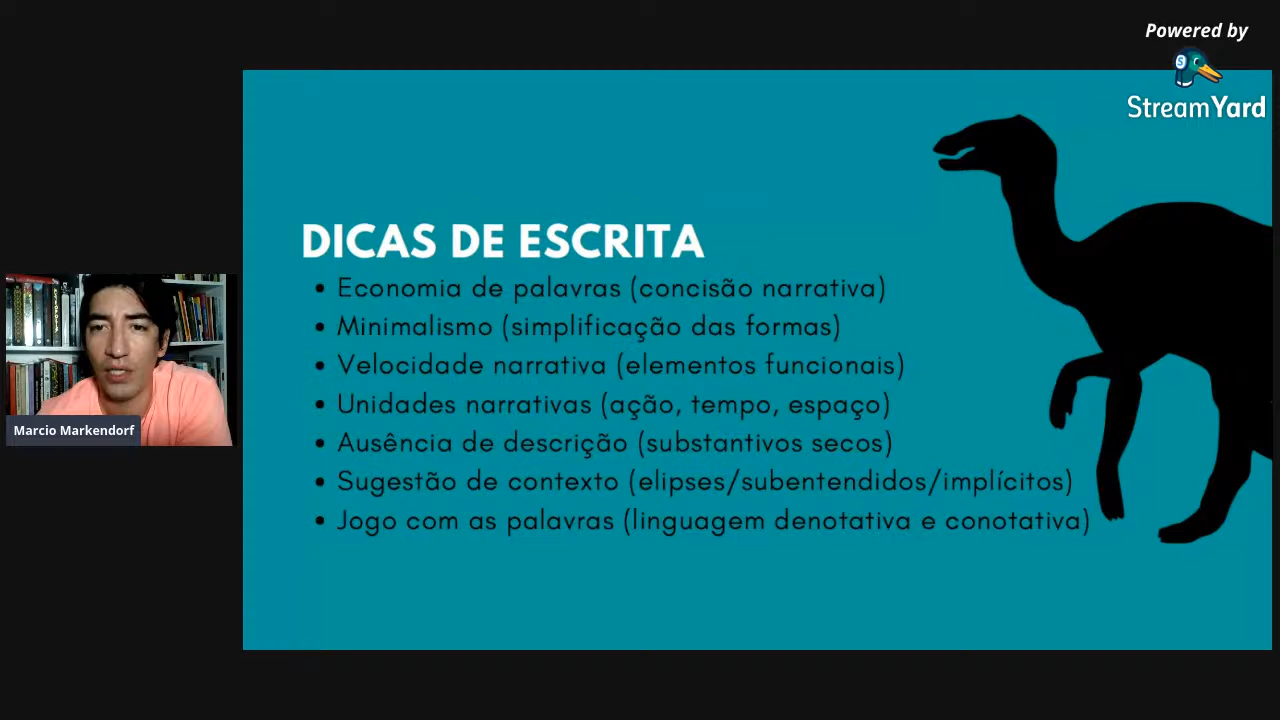 Powered by
StreamYard
DICAS DE ESCRITA
• Economia de palavras (concisão narrativa)
• Minimalismo (simplificação das formas)
• Velocidade narrativa (elementos funcionais)
• Unidades narrativas (ação, tempo, espaço)
• Ausência de descrição (substantivos secos)
• Sugestão de contexto (elipses/subentendidos/implícitos)
• Jogo com as palavras (linguagem denotativa e conotativa)
Marcio Markendorf